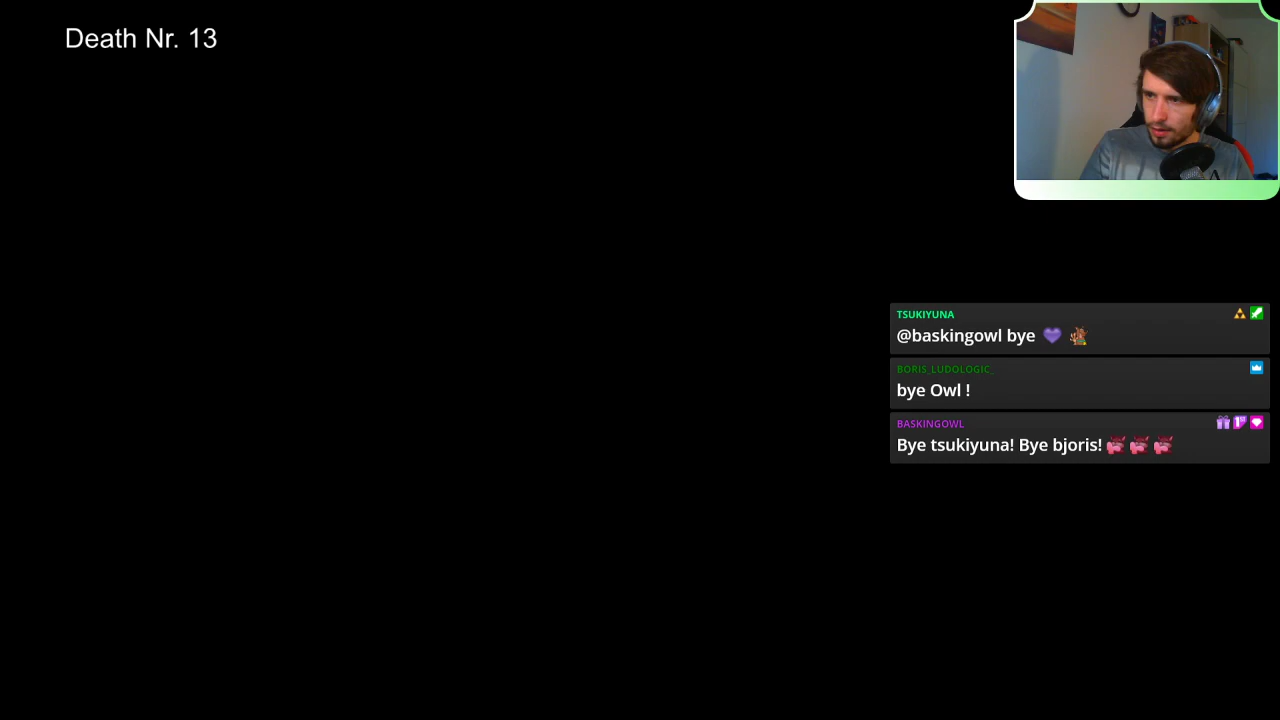 Death Nr. 13
TSUKIYUNA
@baskingowl bye
BORIS_LUDOLOGIC_
bye Owl !
BASKINGOWL
Bye tsukiyuna! Bye bjoris!